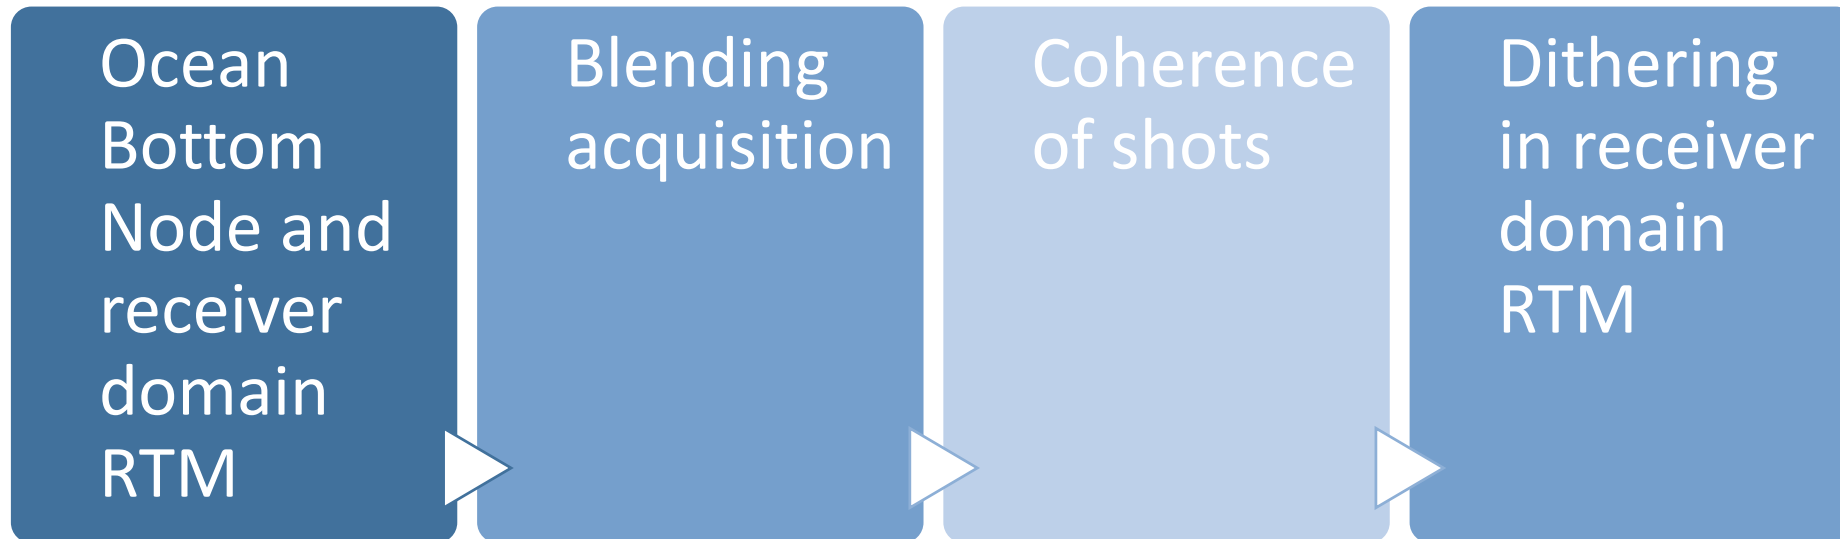 Ocean
Bottom
Node and
receiver
domain
RTM
Blending
acquisition
Coherence
of shots
Dithering
in receiver
domain
RTM